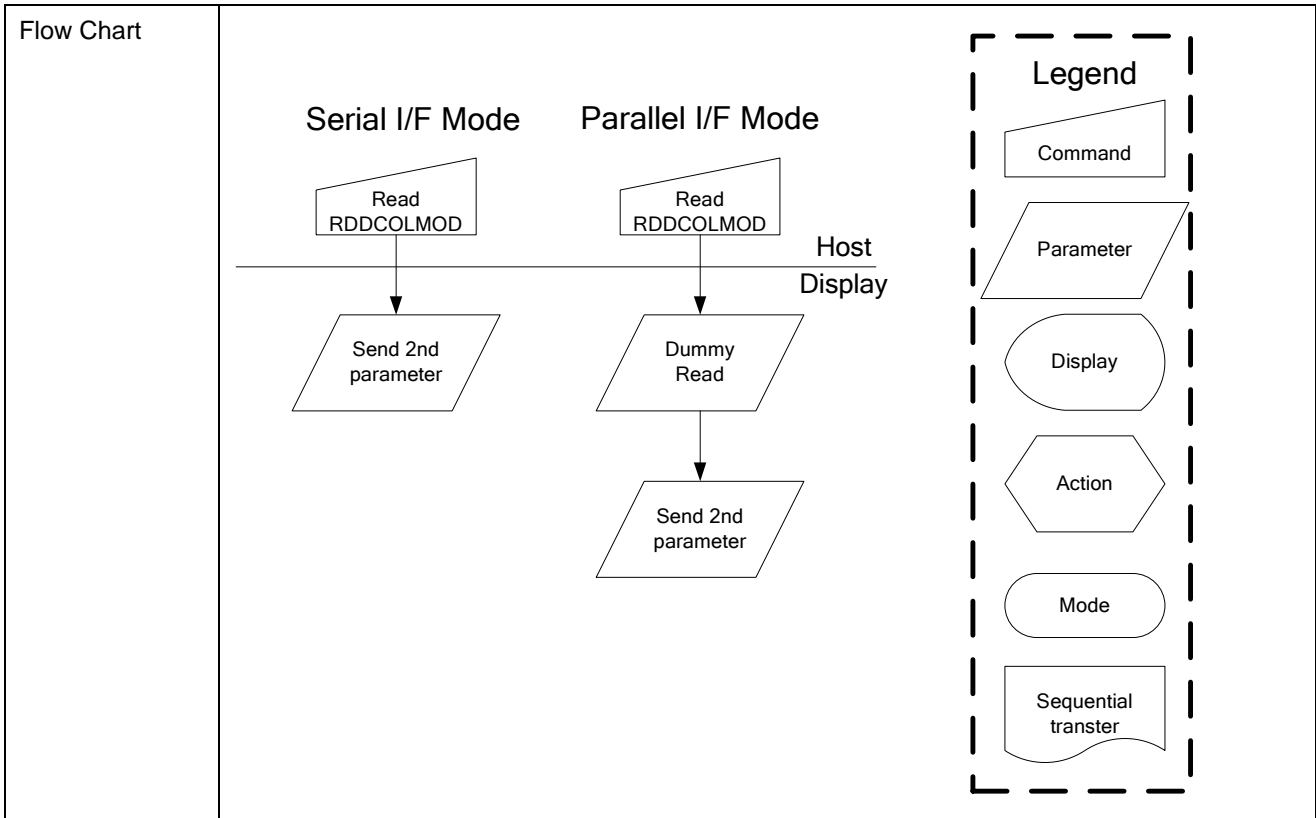 Flow Chart
Serial I/F Mode
Parallel I/F Mode
Read
RDDCOLMOD
Read
RDDCOLMOD
Host
Display
Send 2nd
parameter
Dummy
Read
Send 2nd
parameter
Legend
Command
Parameter
Display
Action
Mode
Sequential
transter